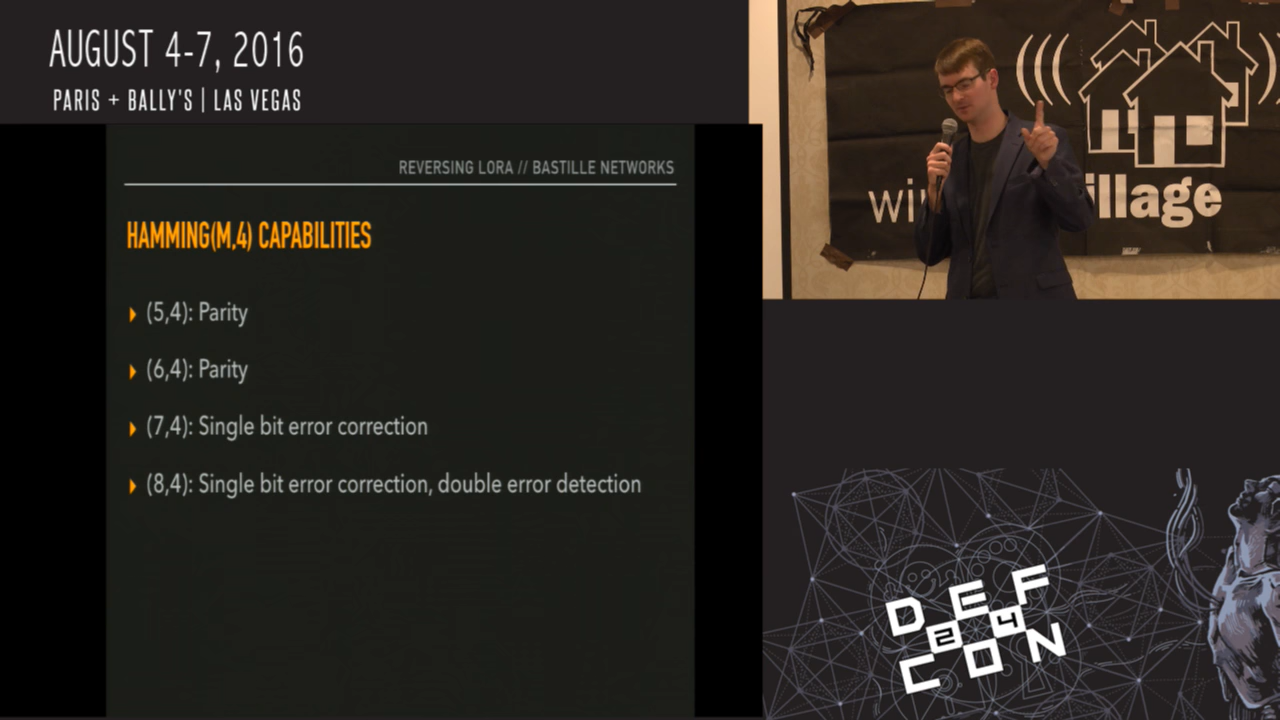 AUGUST 4-7, 2016
PARIS + BALLY'S | LAS VEGAS
REVERSING LORA // BASTILLE NETWORKS
HAMMING(M,4) CAPABILITIES
(5,4): Parity
(6,4): Parity
(7,4): Single bit error correction
(8,4): Single bit error correction, double error detection
wi
illage
DEF
24
CON